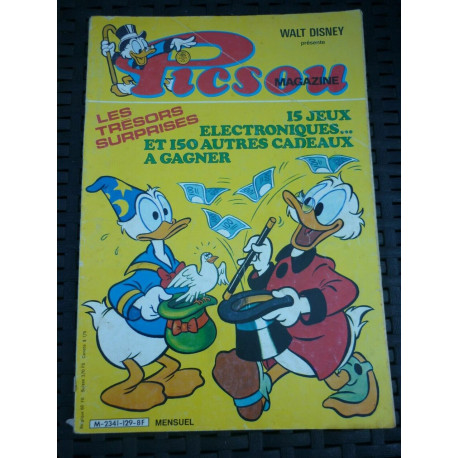 WALT DISNEY
présente
Picsou
MAGAZINE
LES
TRÉSORS
SURPRISES
15 JEUX
ELECTRONIQUES...
ET 150 AUTRES CADEAUX
A GAGNER
M-2341-129-8F
MENSUEL